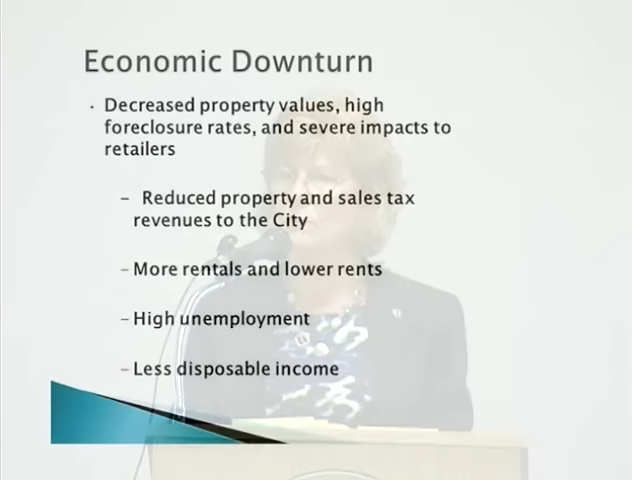 Economic Downturn
· Decreased property values, high
foreclosure rates, and severe impacts to
retailers
– Reduced property and sales tax
revenues to the City
– More rentals and lower rents
– High unemployment
– Less disposable income